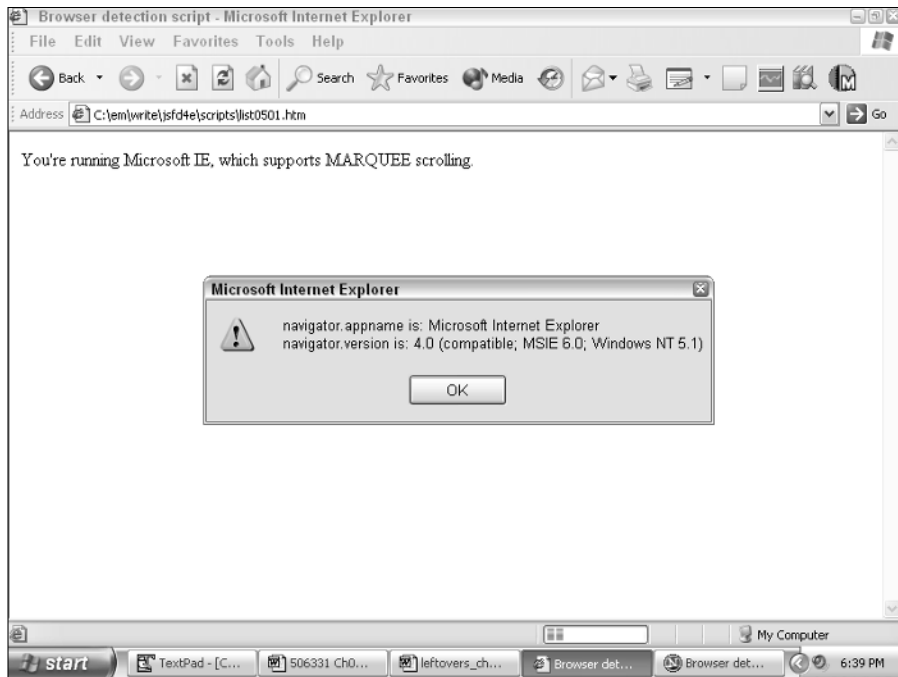 Browser detection script - Microsoft Internet Explorer
File Edit View Favorites Tools Help
Back Search Favorites Media
Address C:\em\write\jsfd4e\scripts\list0501.htm Go
You're running Microsoft IE, which supports MARQUEE scrolling.
Microsoft Internet Explorer
navigator.appname is: Microsoft Internet Explorer
navigator.version is: 4.0 (compatible; MSIE 6.0; Windows NT 5.1)
OK
My Computer
start TextPad - [C... 506331 Ch0... leftovers_ch... Browser det... Browser det... 6:39 PM